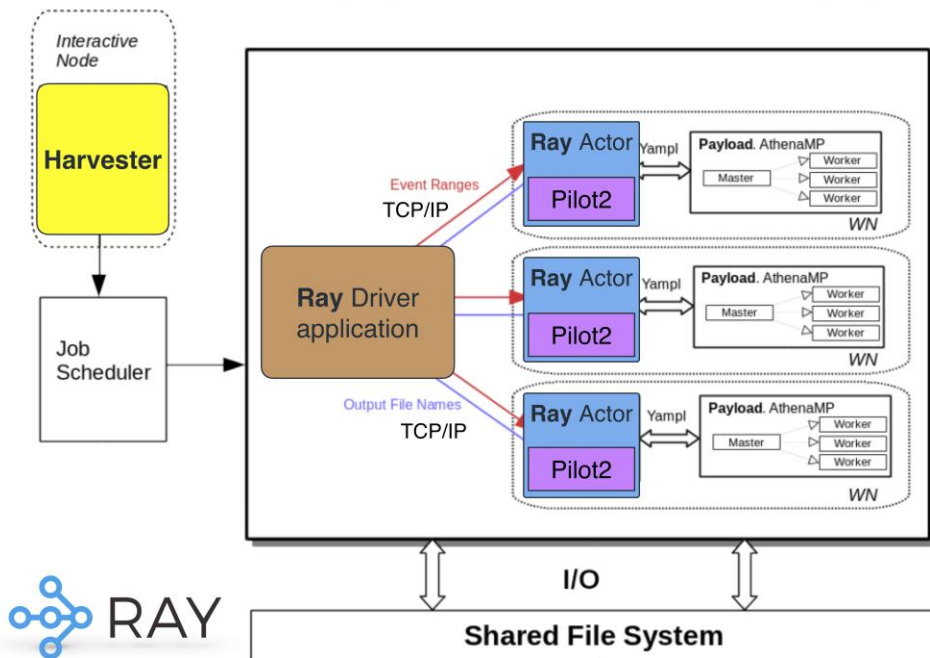 Interactive
Node
Harvester
Job
Scheduler
Event Ranges
TCP/IP
Ray Driver
application
Output File Names
TCP/IP
Ray Actor
Pilot2
Yampl
Payload. AthenaMP
Master
Worker
Worker
Worker
WN
Ray Actor
Pilot2
Yampl
Payload. AthenaMP
Master
Worker
Worker
Worker
WN
Ray Actor
Pilot2
Yampl
Payload. AthenaMP
Master
Worker
Worker
Worker
WN
I/O
Shared File System
RAY